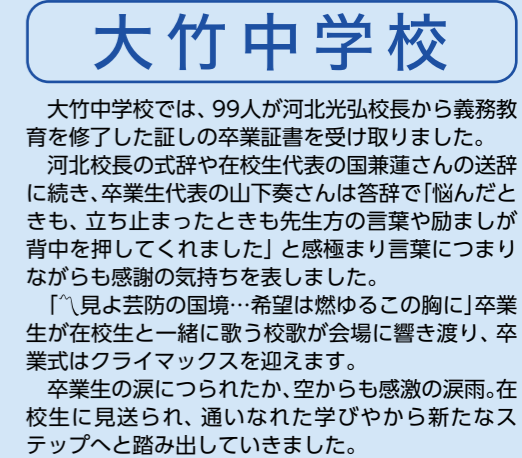 大竹中学校
　大竹中学校では、99人が河北光弘校長から義務教
育を修了した証しの卒業証書を受け取りました。
　河北校長の式辞や在校生代表の国兼蓮さんの送辞
に続き、卒業生代表の山下奏さんは答辞で「悩んだと
きも、立ち止まったときも先生方の言葉や励ましが
背中を押してくれました」と感極まり言葉につまり
ながらも感謝の気持ちを表しました。
　「〽見よ芸防の国境…希望は燃ゆるこの胸に」卒業
生が在校生と一緒に歌う校歌が会場に響き渡り、卒
業式はクライマックスを迎えます。
　卒業生の涙につられたか、空からも感激の涙雨。在
校生に見送られ、通いなれた学びやから新たなス
テップへと踏み出していきました。